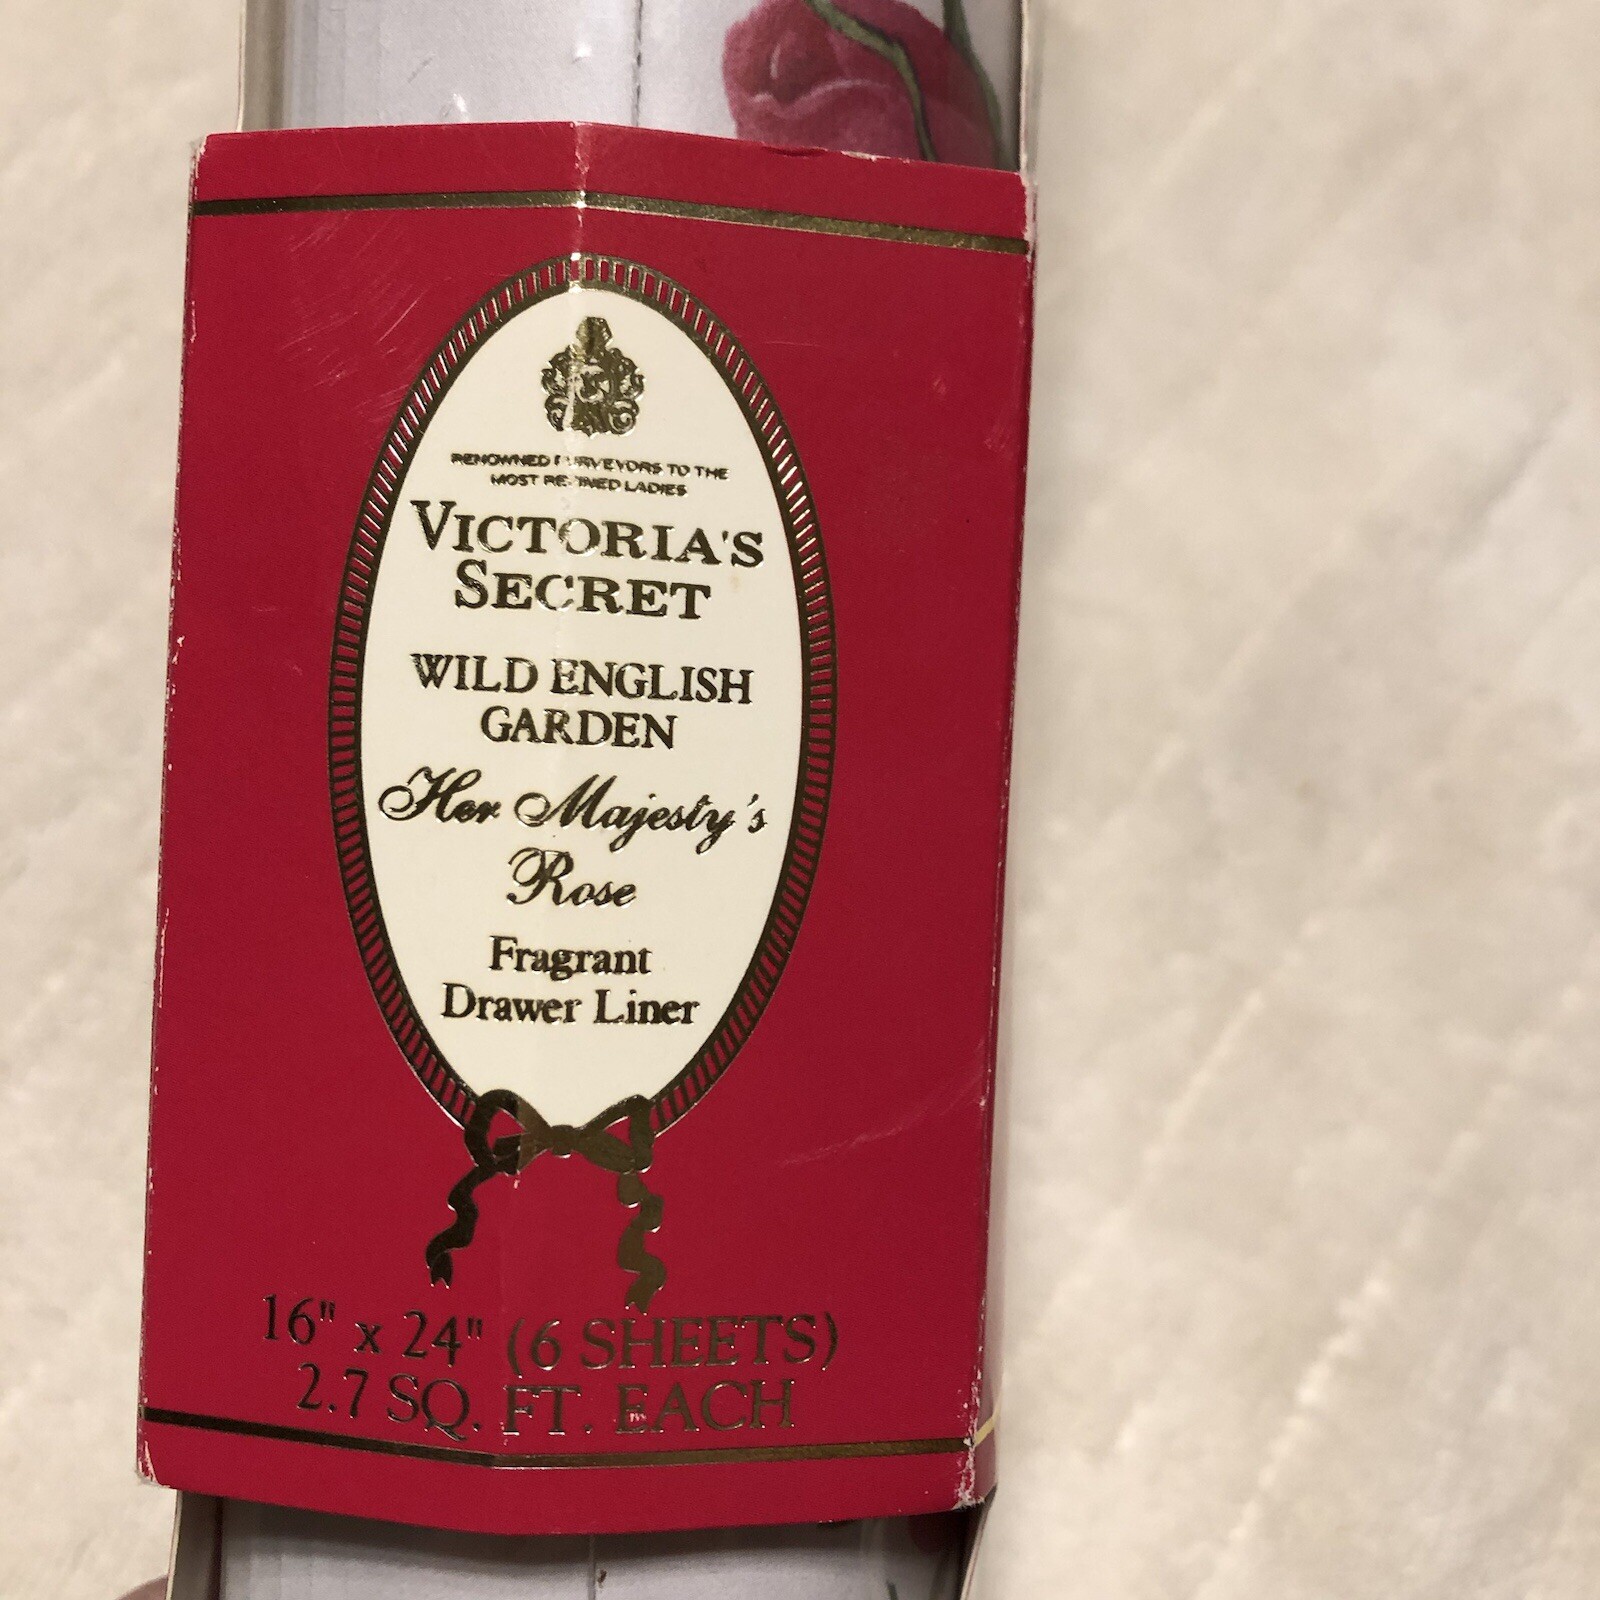 RENOWNED PURVEYORS TO THE
MOST REFINED LADIES
VICTORIA'S
SECRET
WILD ENGLISH
GARDEN
Her Majesty's
Rose
Fragrant
Drawer Liner
16" x 24" (6 SHEETS)
2.7 SQ. FT. EACH